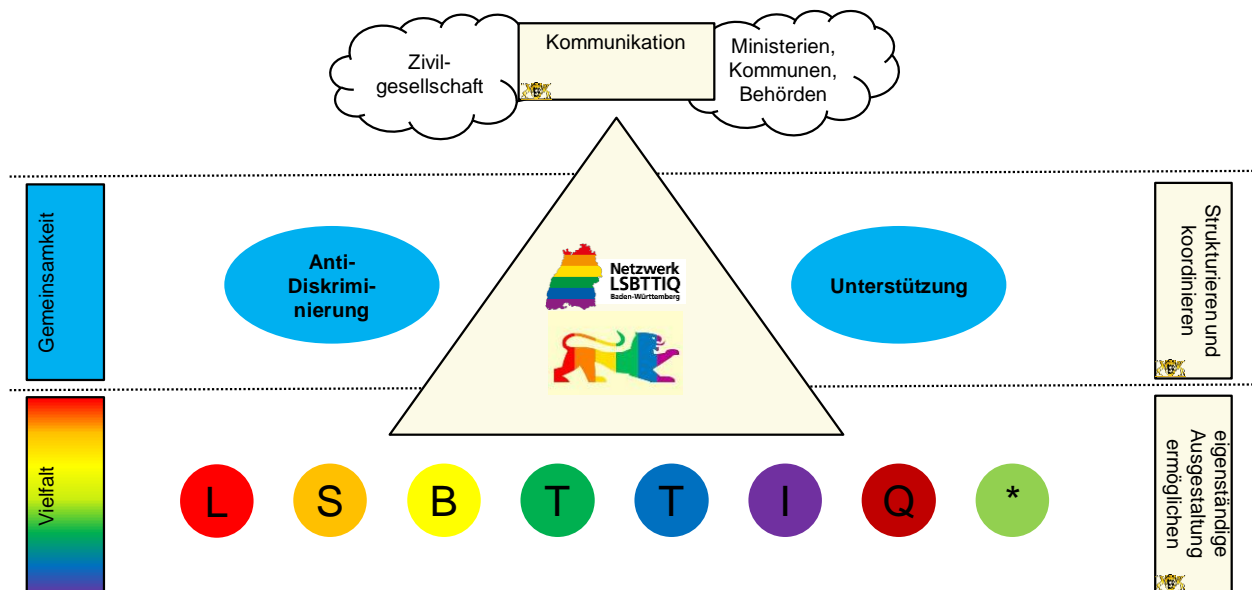 Zivil-
gesellschaft
Kommunikation
Ministerien,
Kommunen,
Behörden
Gemeinsamkeit
Anti-
Diskrimi-
nierung
Netzwerk
LSBTTIQ
Baden-Württemberg
Unterstützung
Strukturieren und
koordinieren
Vielfalt
L
S
B
T
T
I
Q
*
eigenständige
Ausgestaltung
ermöglichen